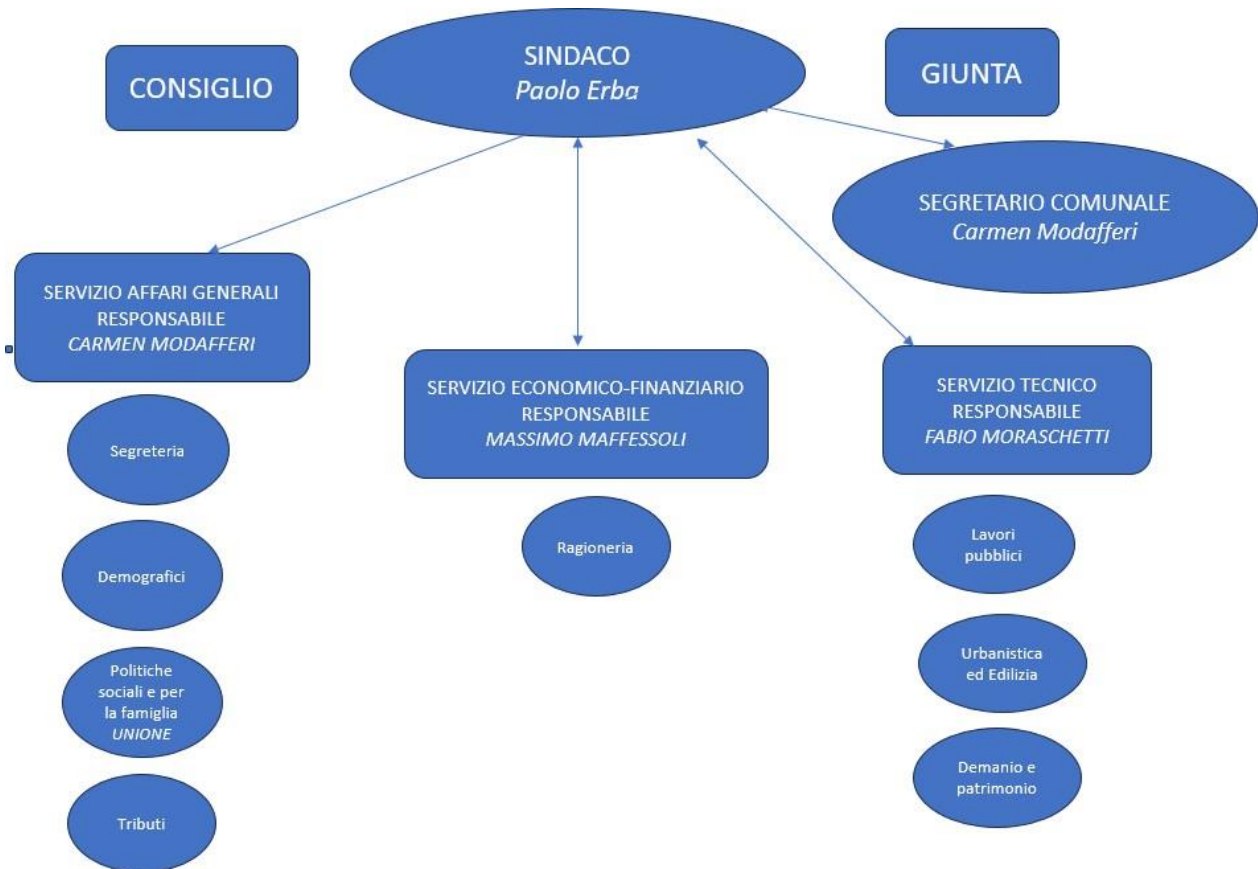 CONSIGLIO
SINDACO
Paolo Erba
GIUNTA
SEGRETARIO COMUNALE
Carmen Modafferi
SERVIZIO AFFARI GENERALI
RESPONSABILE
CARMEN MODAFFERI
SERVIZIO ECONOMICO-FINANZIARIO
RESPONSABILE
MASSIMO MAFFESSOLI
SERVIZIO TECNICO
RESPONSABILE
FABIO MORASCHETTI
Segreteria
Demografici
Politiche
sociali e per
la famiglia
UNIONE
Tributi
Ragioneria
Lavori
pubblici
Urbanistica
ed Edilizia
Demanio e
patrimonio